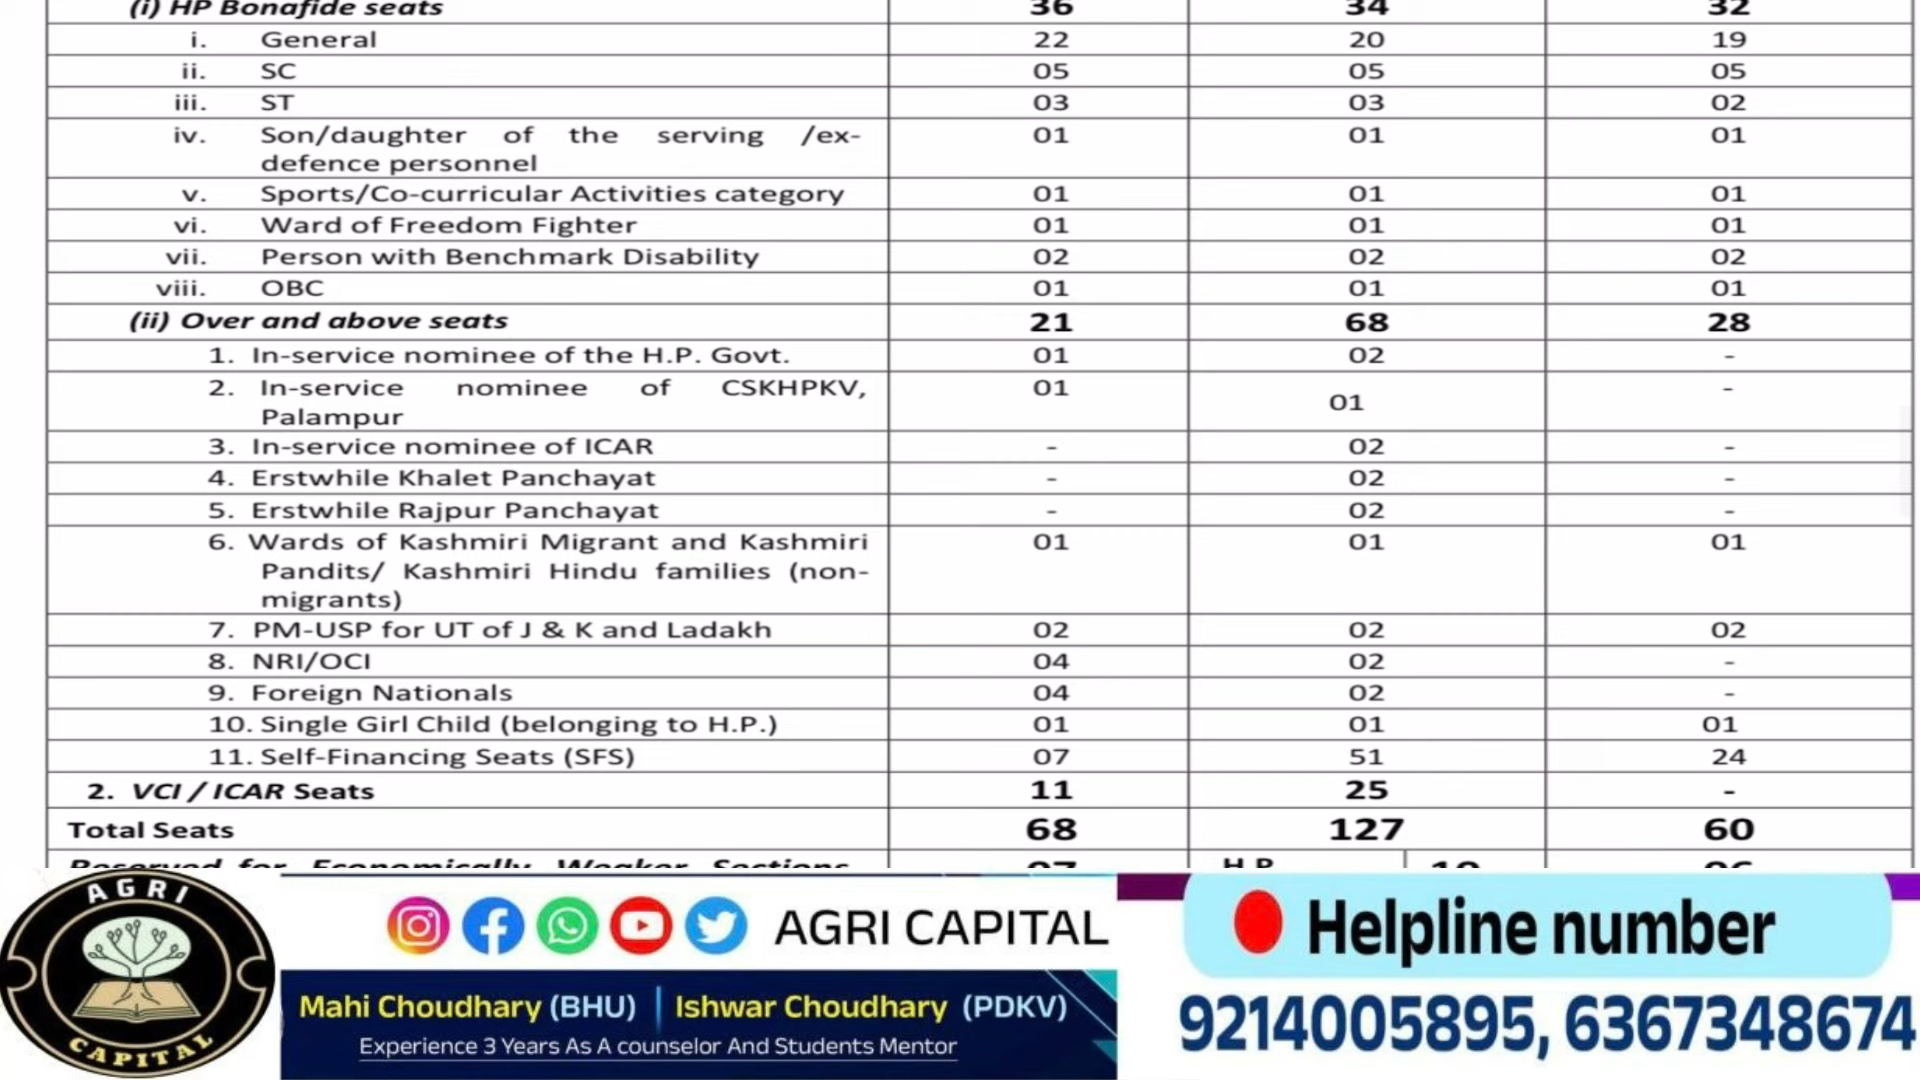 (i) HP Bonafide seats 36 34 32
i. General 22 20 19
ii. SC 05 05 05
iii. ST 03 03 02
iv. Son/daughter of the serving /ex- 01 01 01
defence personnel
v. Sports/Co-curricular Activities category 01 01 01
vi. Ward of Freedom Fighter 01 01 01
vii. Person with Benchmark Disability 02 02 02
viii. OBC 01 01 01
(ii) Over and above seats 21 68 28
1. In-service nominee of the H.P. Govt. 01 02 -
2. In-service nominee of CSKHPKV, 01 01 -
Palampur
3. In-service nominee of ICAR - 02 -
4. Erstwhile Khalet Panchayat - 02 -
5. Erstwhile Rajpur Panchayat - 02 -
6. Wards of Kashmiri Migrant and Kashmiri 01 01 01
Pandits/ Kashmiri Hindu families (non-
migrants)
7. PM-USP for UT of J & K and Ladakh 02 02 02
8. NRI/OCI 04 02 -
9. Foreign Nationals 04 02 -
10. Single Girl Child (belonging to H.P.) 01 01 01
11. Self-Financing Seats (SFS) 07 51 24
2. VCI / ICAR Seats 11 25 -
Total Seats 68 127 60
Reserved for Economically Weaker Sections
AGRI
CAPITAL
AGRI CAPITAL
Mahi Choudhary (BHU) | Ishwar Choudhary (PDKV)
Experience 3 Years As A counselor And Students Mentor
Helpline number
9214005895, 6367348674